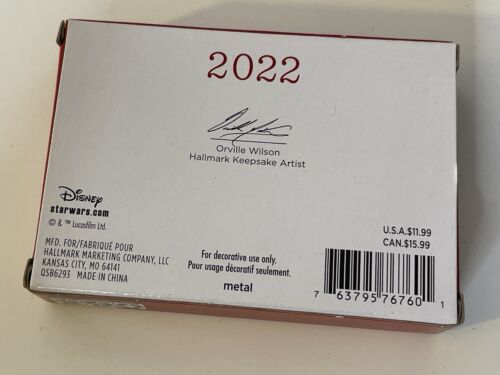 2022
Orville Wilson
Hallmark Keepsake Artist
Disney
starwars.com
© & ™ Lucasfilm Ltd.
MFD. FOR/FABRIQUÉ POUR
HALLMARK MARKETING COMPANY, LLC
KANSAS CITY, MO 64141
QSB6293 MADE IN CHINA
For decorative use only.
Pour usage décoratif seulement.
metal
U.S.A.$11.99
CAN.$15.99
7 63795 76760 1